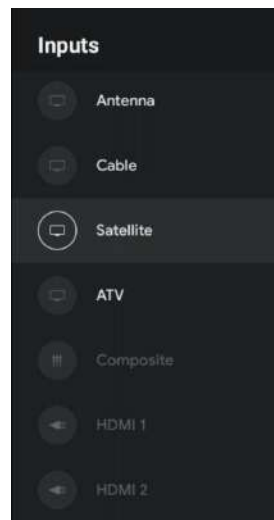 Inputs
Antenna
Cable
Satellite
ATV
Composite
HDMI 1
HDMI 2